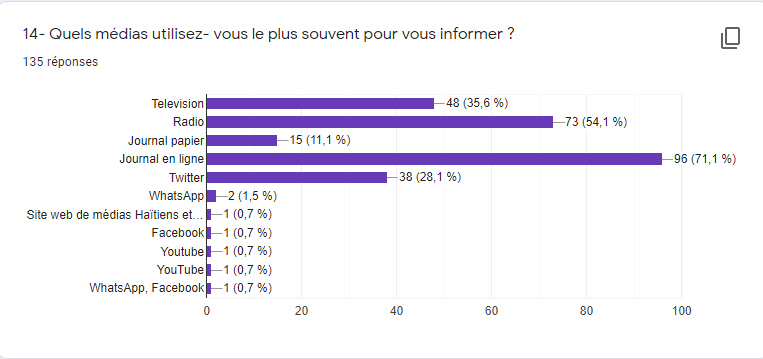 14- Quels médias utilisez- vous le plus souvent pour vous informer ?
135 réponses
Television 48 (35,6 %)
Radio 73 (54,1 %)
Journal papier 15 (11,1 %)
Journal en ligne 96 (71,1 %)
Twitter 38 (28,1 %)
WhatsApp 2 (1,5 %)
Site web de médias Haïtiens et... 1 (0,7 %)
Facebook 1 (0,7 %)
Youtube 1 (0,7 %)
YouTube 1 (0,7 %)
WhatsApp, Facebook 1 (0,7 %)
0 20 40 60 80 100